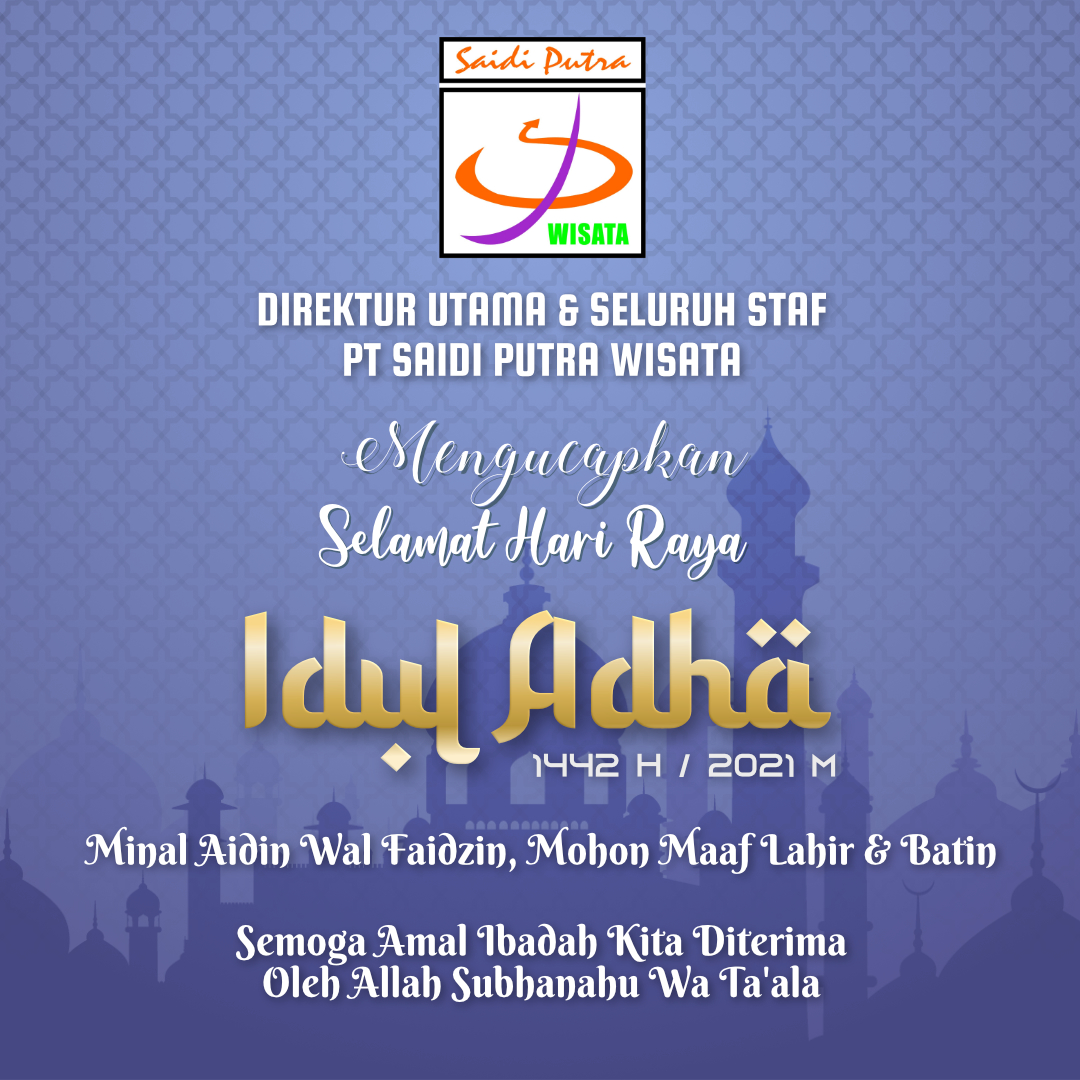 Saidi Putra
WISATA
DIREKTUR UTAMA & SELURUH STAF
PT SAIDI PUTRA WISATA
Mengucapkan
Selamat Hari Raya
Idul Adha
1442 H / 2021 M
Minal Aidin Wal Faidzin, Mohon Maaf Lahir & Batin
Semoga Amal Ibadah Kita Diterima
Oleh Allah Subhanahu Wa Ta'ala